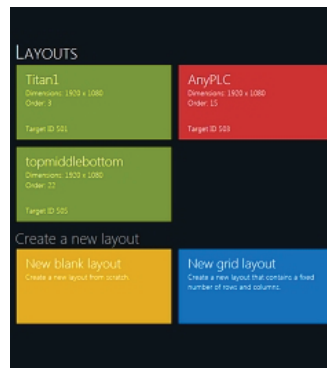 LAYOUTS
Titan1
Dimensions: 1920 x 1080
Order: 3
Target ID 501
AnyPLC
Dimensions: 1920 x 1080
Order: 15
Target ID 503
topmiddlebottom
Dimensions: 1920 x 1080
Order: 22
Target ID 505
Create a new layout
New blank layout
Create a new layout from scratch.
New grid layout
Create a new layout that contains a fixed
number of rows and columns.